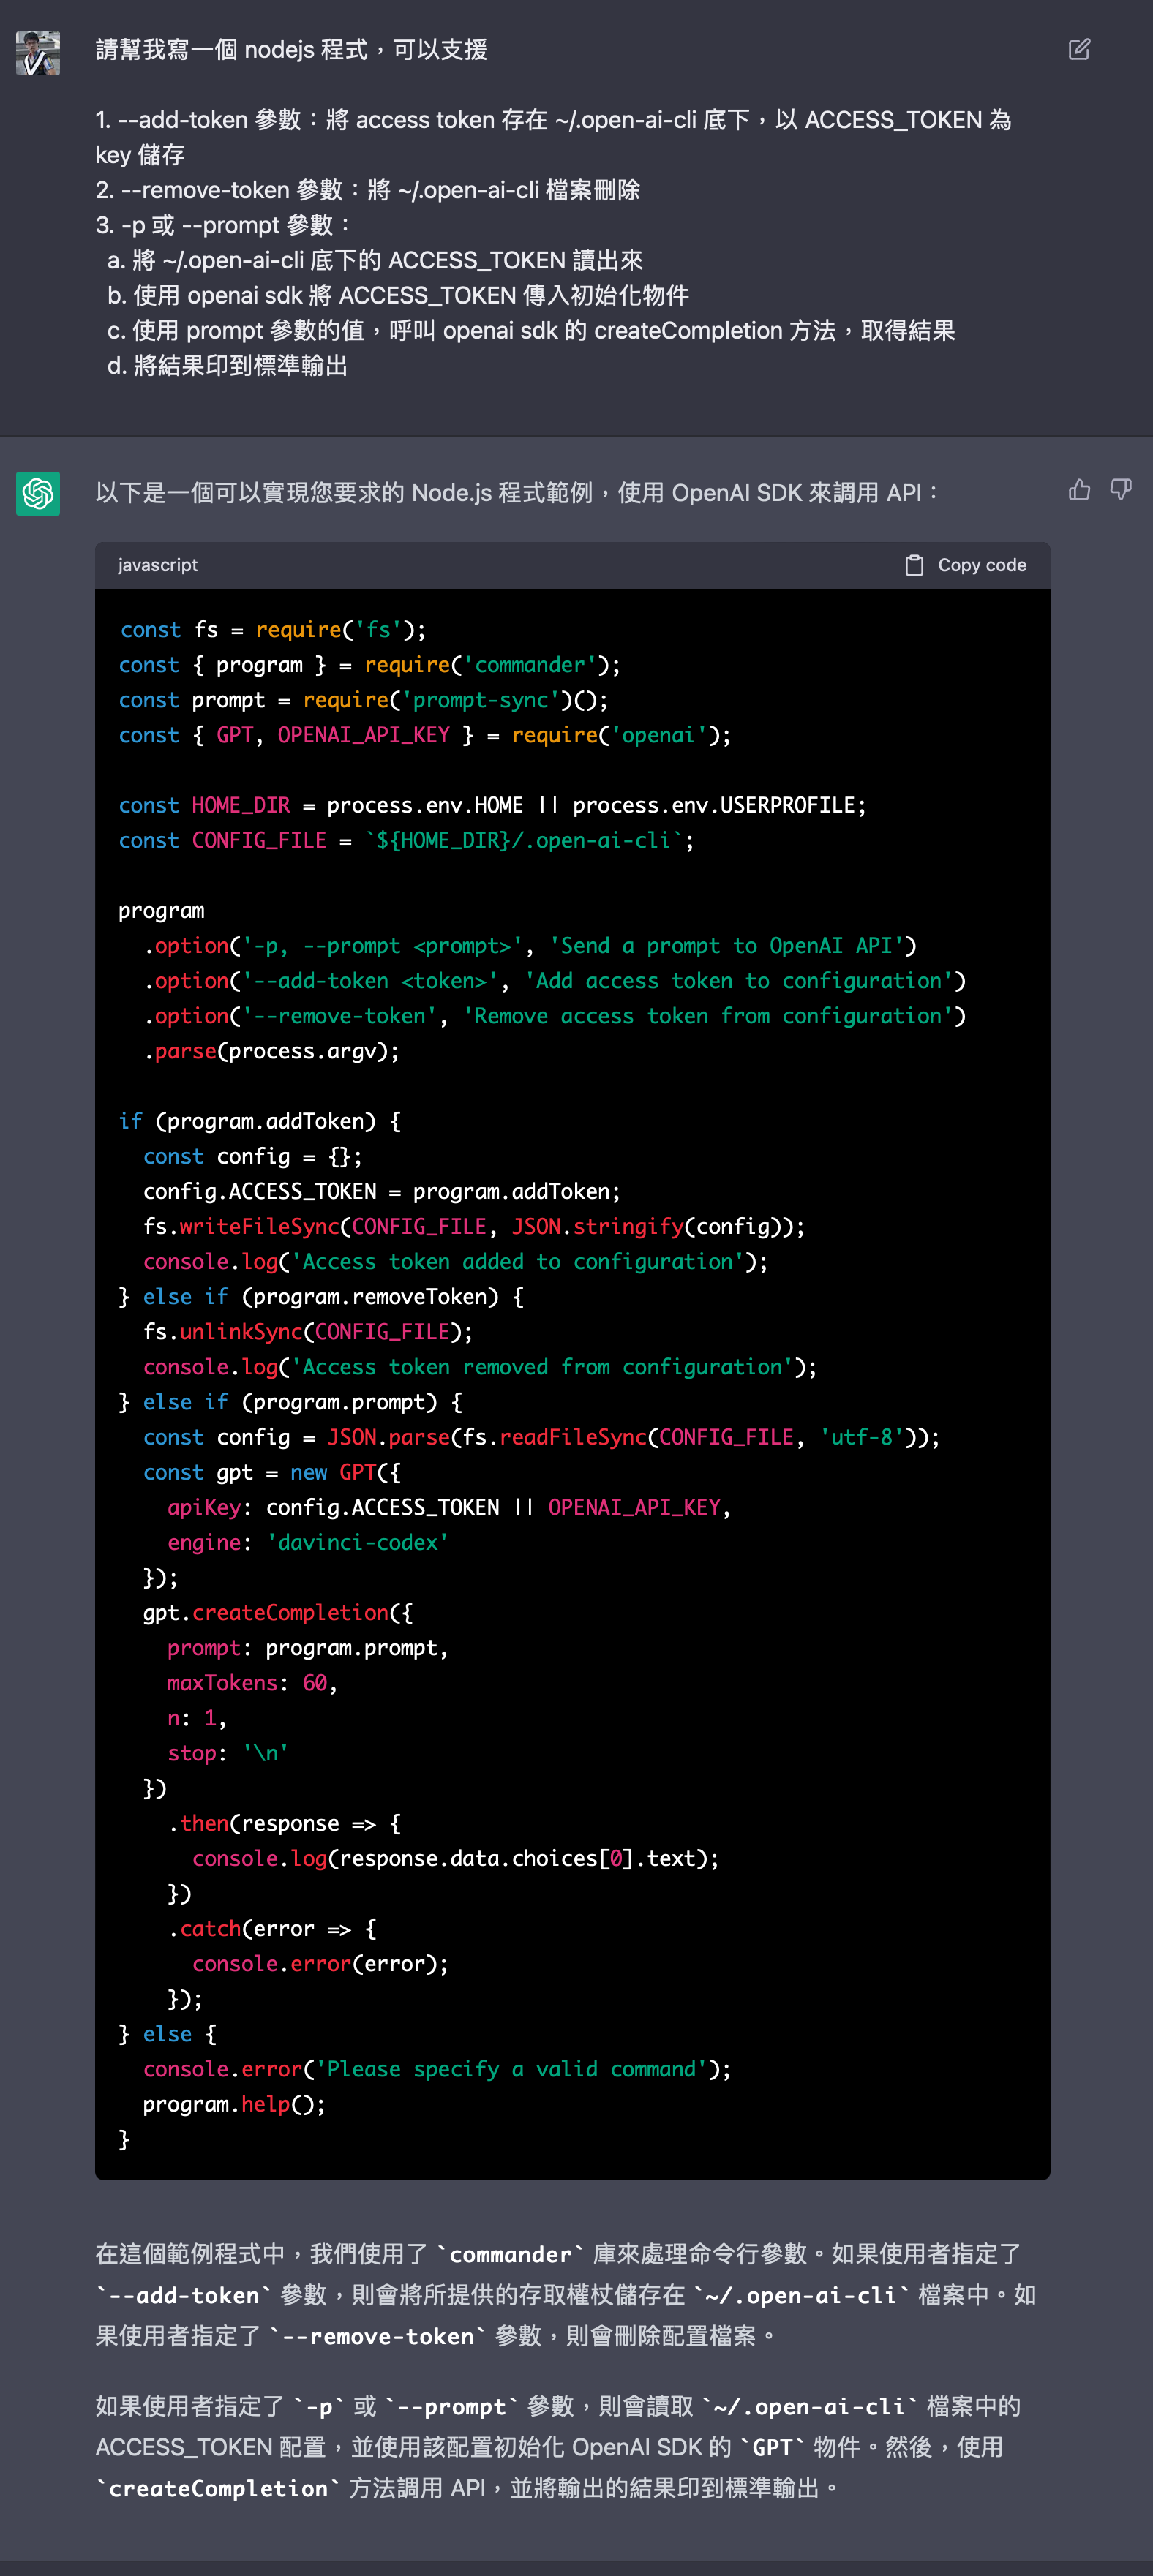 請幫我寫一個 nodejs 程式，可以支援
1. --add-token 參數：將 access token 存在 ~/.open-ai-cli 底下，以 ACCESS_TOKEN 為
key 儲存
2. --remove-token 參數：將 ~/.open-ai-cli 檔案刪除
3. -p 或 --prompt 參數：
a. 將 ~/.open-ai-cli 底下的 ACCESS_TOKEN 讀出來
b. 使用 openai sdk 將 ACCESS_TOKEN 傳入初始化物件
c. 使用 prompt 參數的值，呼叫 openai sdk 的 createCompletion 方法，取得結果
d. 將結果印到標準輸出
以下是一個可以實現您要求的 Node.js 程式範例，使用 OpenAI SDK 來調用 API：
javascript Copy code
const fs = require('fs');
const { program } = require('commander');
const prompt = require('prompt-sync')();
const { GPT, OPENAI_API_KEY } = require('openai');
const HOME_DIR = process.env.HOME || process.env.USERPROFILE;
const CONFIG_FILE = `${HOME_DIR}/.open-ai-cli`;
program
  .option('-p, --prompt <prompt>', 'Send a prompt to OpenAI API')
  .option('--add-token <token>', 'Add access token to configuration')
  .option('--remove-token', 'Remove access token from configuration')
  .parse(process.argv);
if (program.addToken) {
  const config = {};
  config.ACCESS_TOKEN = program.addToken;
  fs.writeFileSync(CONFIG_FILE, JSON.stringify(config));
  console.log('Access token added to configuration');
} else if (program.removeToken) {
  fs.unlinkSync(CONFIG_FILE);
  console.log('Access token removed from configuration');
} else if (program.prompt) {
  const config = JSON.parse(fs.readFileSync(CONFIG_FILE, 'utf-8'));
  const gpt = new GPT({
    apiKey: config.ACCESS_TOKEN || OPENAI_API_KEY,
    engine: 'davinci-codex'
  });
  gpt.createCompletion({
    prompt: program.prompt,
    maxTokens: 60,
    n: 1,
    stop: '\n'
  })
    .then(response => {
      console.log(response.data.choices[0].text);
    })
    .catch(error => {
      console.error(error);
    });
} else {
  console.error('Please specify a valid command');
  program.help();
}
在這個範例程式中，我們使用了 `commander` 庫來處理命令行參數。如果使用者指定了
`--add-token` 參數，則會將所提供的存取權杖儲存在 `~/.open-ai-cli` 檔案中。如
果使用者指定了 `--remove-token` 參數，則會刪除配置檔案。
如果使用者指定了 `-p` 或 `--prompt` 參數，則會讀取 `~/.open-ai-cli` 檔案中的
ACCESS_TOKEN 配置，並使用該配置初始化 OpenAI SDK 的 `GPT` 物件。然後，使用
`createCompletion` 方法調用 API，並將輸出的結果印到標準輸出。